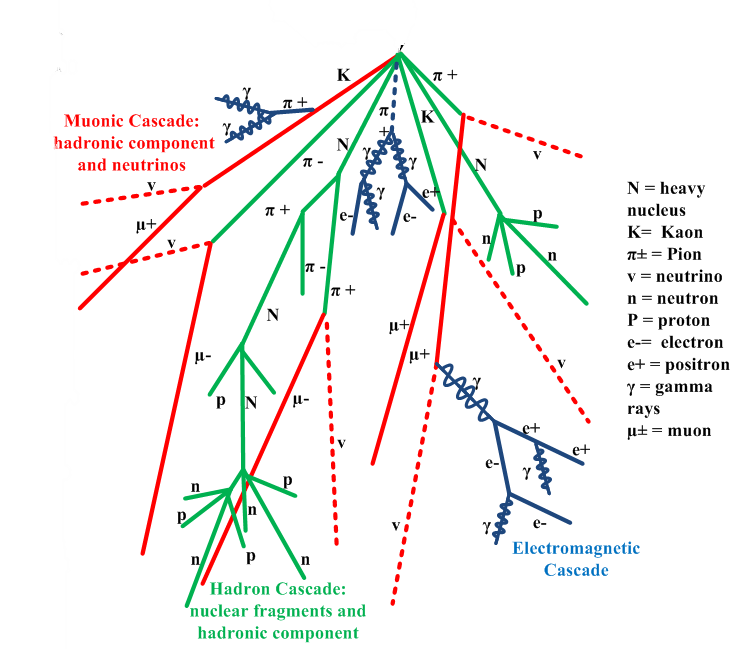 K
π +
γ
π +
γ
Muonic Cascade:
hadronic component
and neutrinos
π
+
K
N
π -
γ
γ
γ
N
ν
ν
e-
e-
e+
π +
μ+
ν
p
n
p
n
π -
π +
N
μ-
μ+
μ+
γ
ν
p
N
μ-
e+
e+
ν
e-
γ
n
p
n
p
n
n
p
ν
γ
e-
N = heavy
nucleus
K= Kaon
π± = Pion
ν = neutrino
n = neutron
P = proton
e-= electron
e+ = positron
γ = gamma
rays
μ± = muon
Electromagnetic
Cascade
Hadron Cascade:
nuclear fragments and
hadronic component